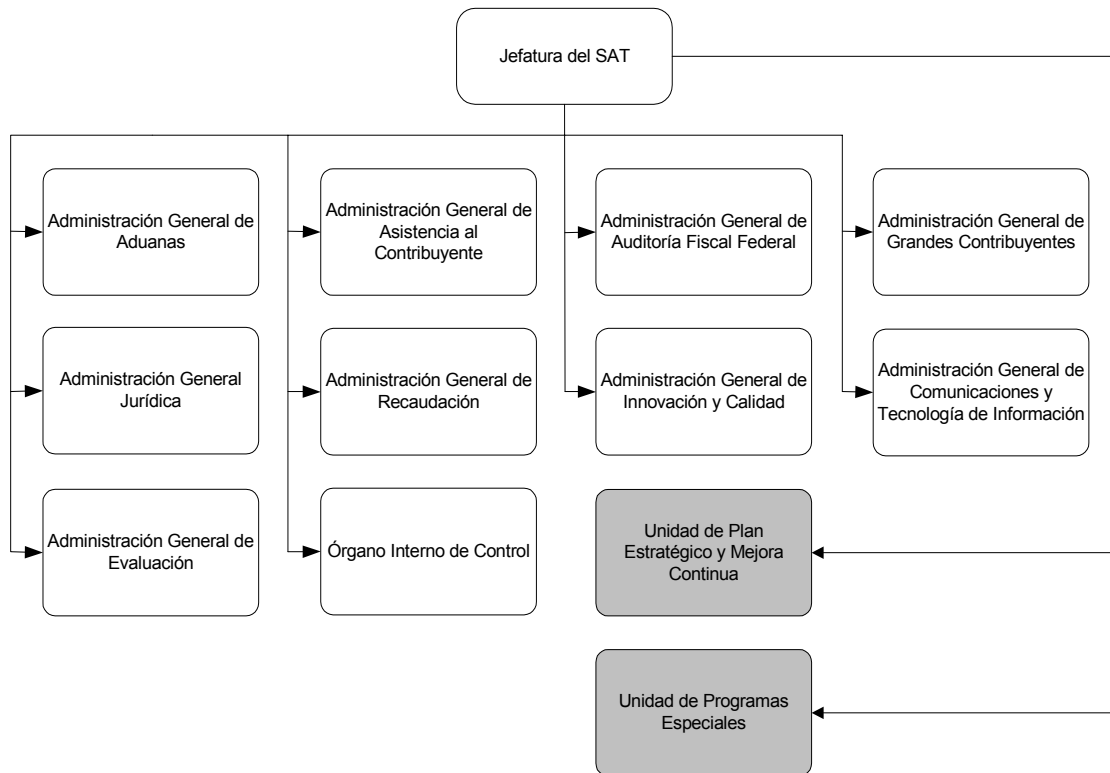 Jefatura del SAT
Administración General de
Aduanas
Administración General de
Asistencia al
Contribuyente
Administración General de
Auditoría Fiscal Federal
Administración General de
Grandes Contribuyentes
Administración General
Jurídica
Administración General de
Recaudación
Administración General de
Innovación y Calidad
Administración General de
Comunicaciones y
Tecnología de Información
Administración General de
Evaluación
Órgano Interno de Control
Unidad de Plan
Estratégico y Mejora
Continua
Unidad de Programas
Especiales